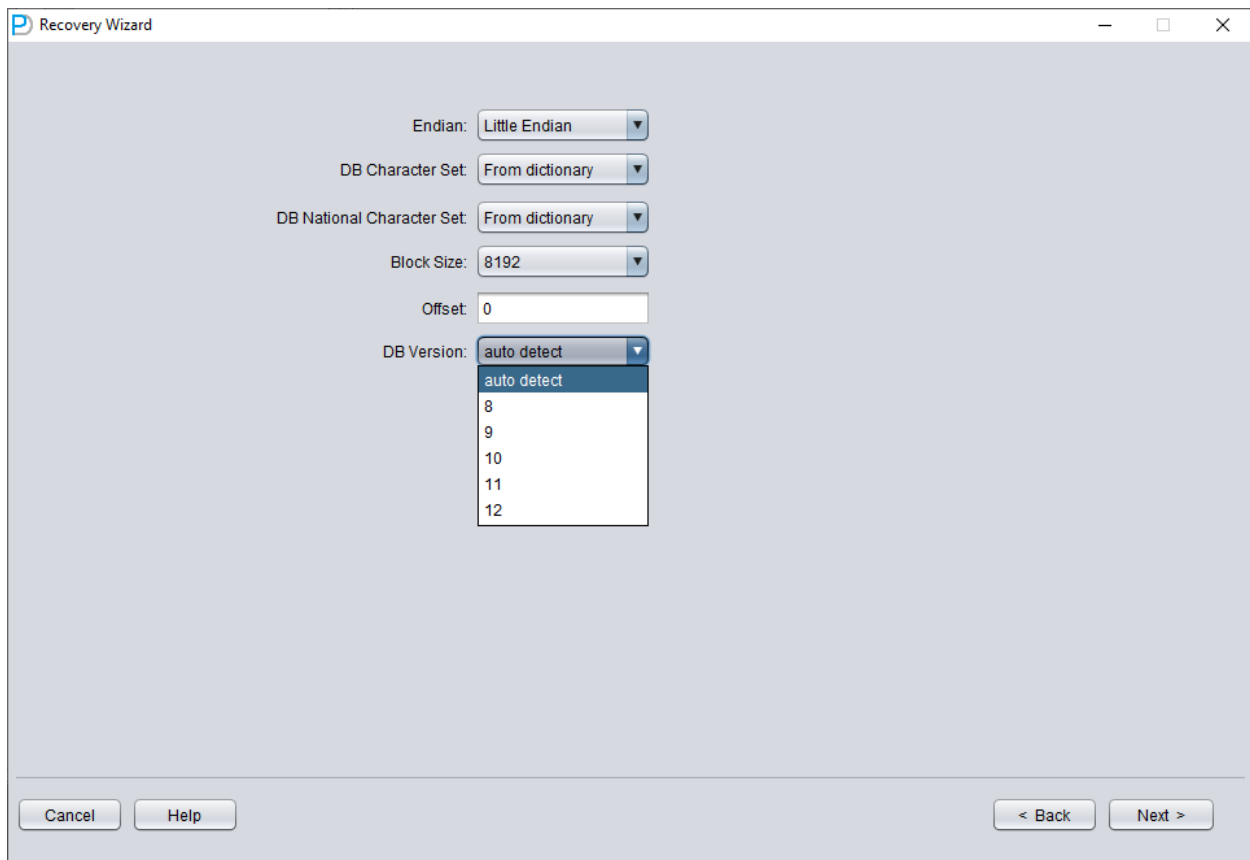 Recovery Wizard
Endian: Little Endian
DB Character Set: From dictionary
DB National Character Set: From dictionary
Block Size: 8192
Offset: 0
DB Version: auto detect
auto detect
8
9
10
11
12
Cancel Help < Back Next >